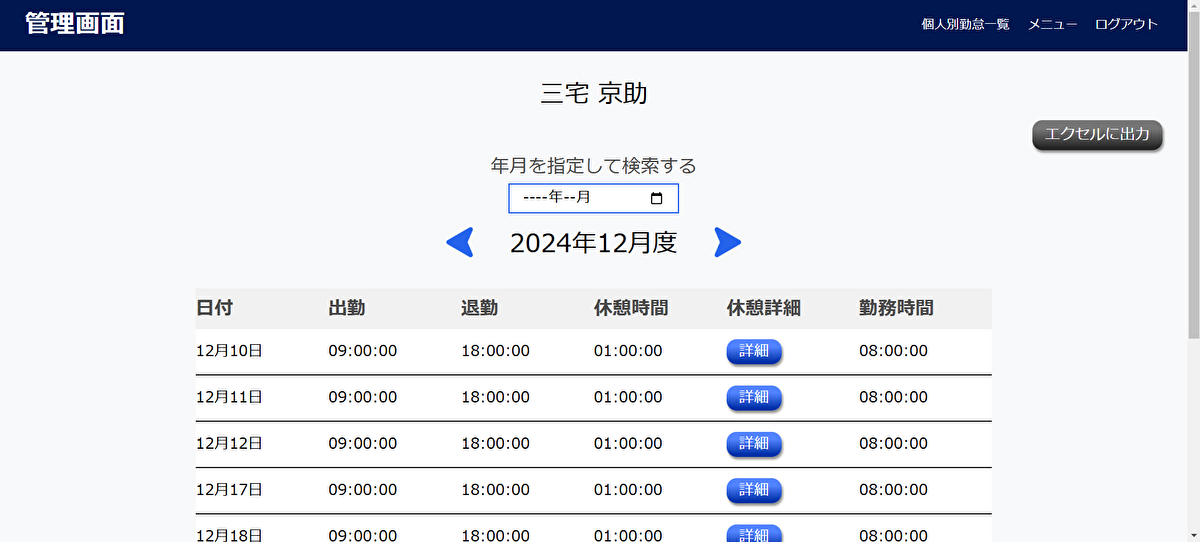 管理画面
個人別勤怠一覧 メニュー ログアウト
三宅 京助
エクセルに出力
年月を指定して検索する
----年--月
2024年12月度
日付 出勤 退勤 休憩時間 休憩詳細 勤務時間
12月10日 09:00:00 18:00:00 01:00:00 詳細 08:00:00
12月11日 09:00:00 18:00:00 01:00:00 詳細 08:00:00
12月12日 09:00:00 18:00:00 01:00:00 詳細 08:00:00
12月17日 09:00:00 18:00:00 01:00:00 詳細 08:00:00
12月18日 09:00:00 18:00:00 01:00:00 詳細 08:00:00